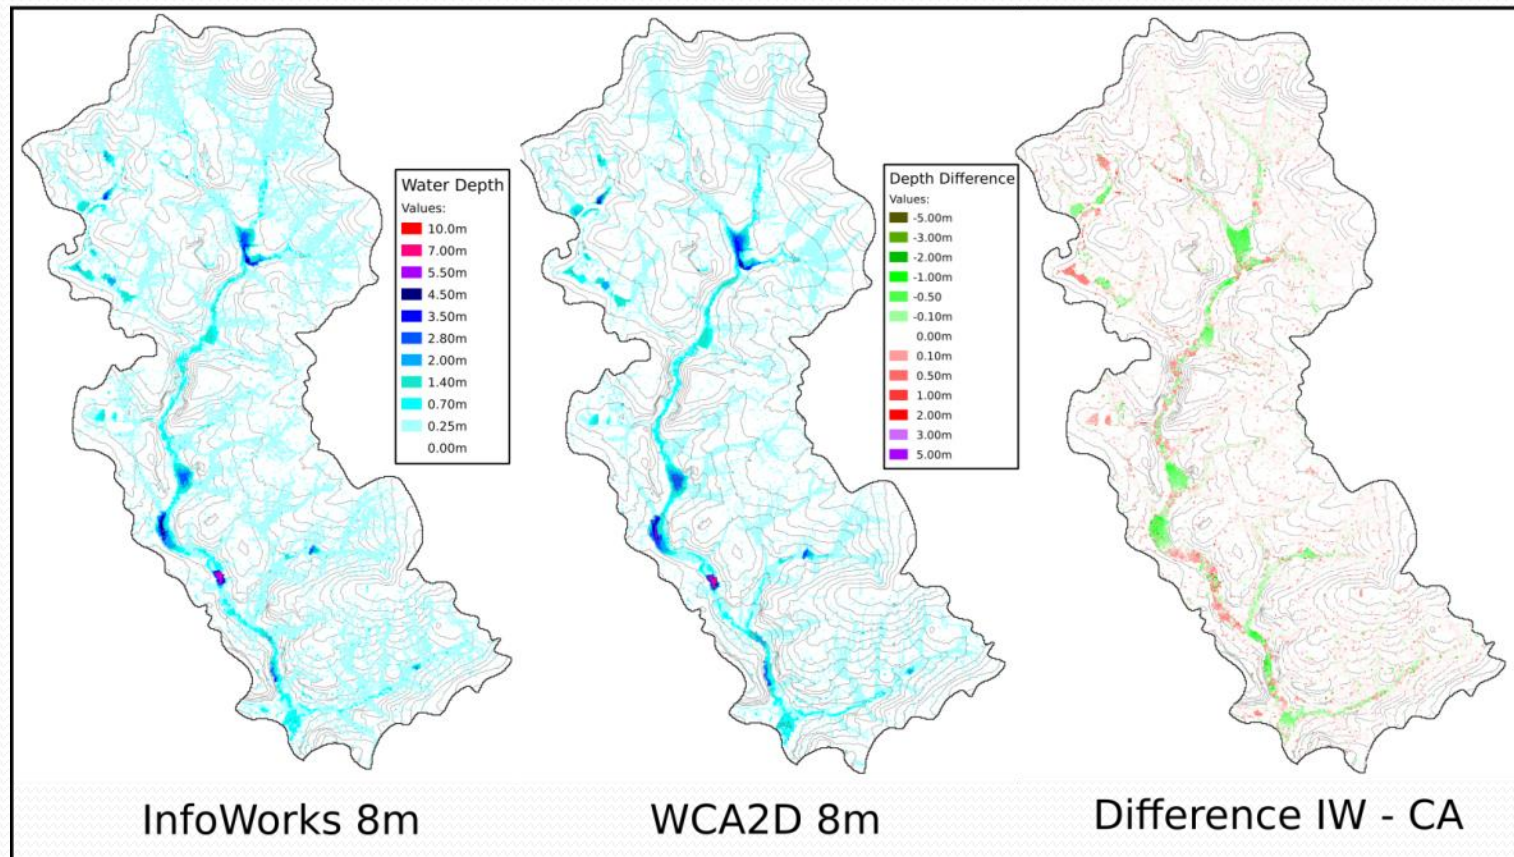 Water Depth
Values:
10.0m
7.00m
5.50m
4.50m
3.50m
2.80m
2.00m
1.40m
0.70m
0.25m
0.00m
Depth Difference
Values:
-5.00m
-3.00m
-2.00m
-1.00m
-0.50
-0.10m
0.00m
0.10m
0.50m
1.00m
2.00m
3.00m
5.00m
InfoWorks 8m
WCA2D 8m
Difference IW - CA